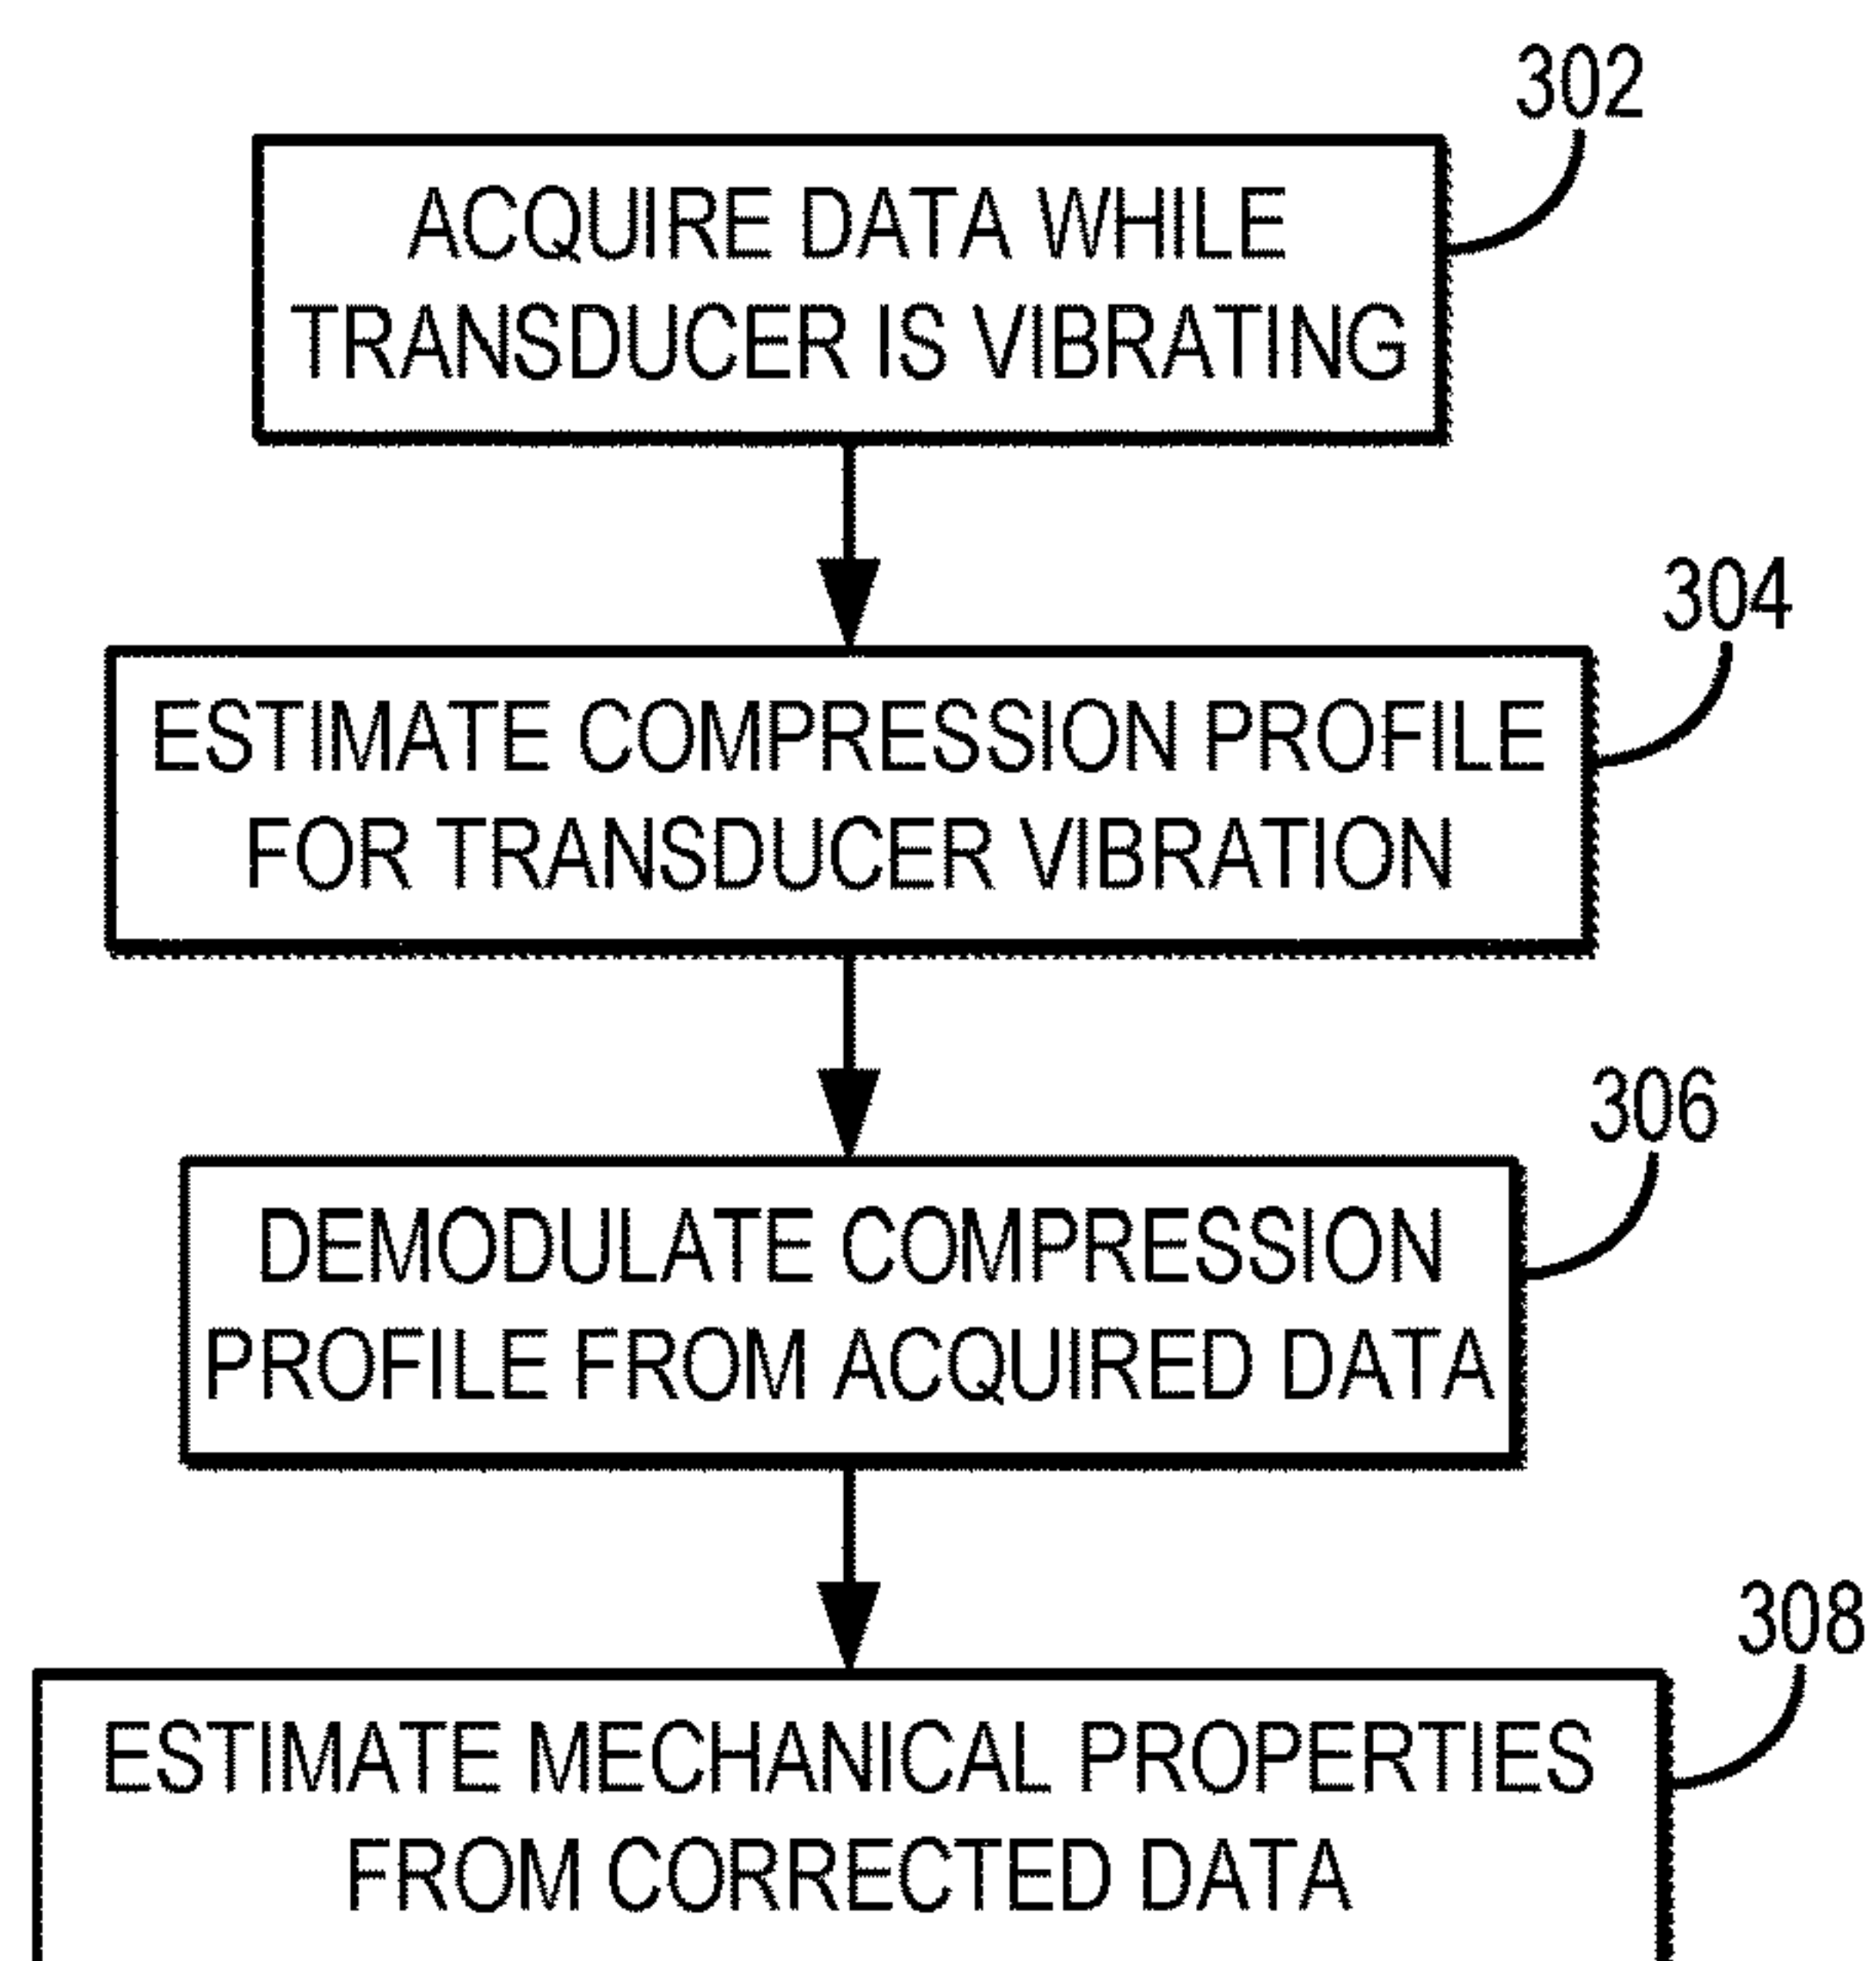 302
ACQUIRE DATA WHILE
TRANSDUCER IS VIBRATING
304
ESTIMATE COMPRESSION PROFILE
FOR TRANSDUCER VIBRATION
306
DEMODULATE COMPRESSION
PROFILE FROM ACQUIRED DATA
308
ESTIMATE MECHANICAL PROPERTIES
FROM CORRECTED DATA